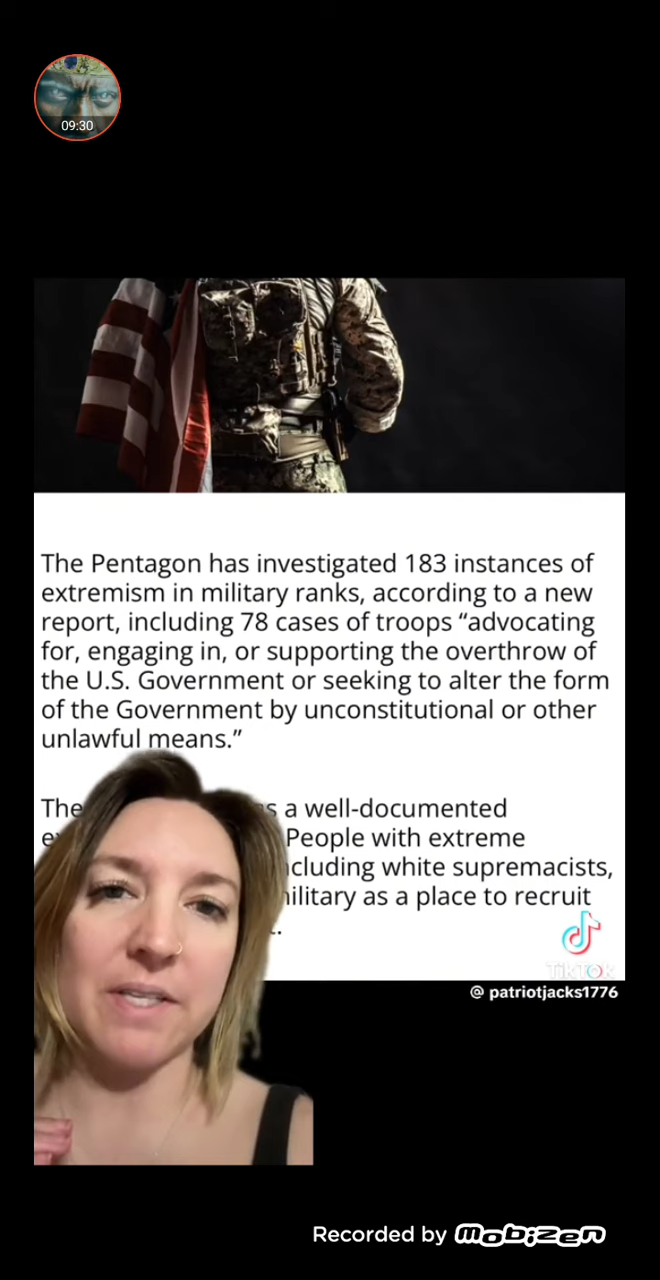 09:30
The Pentagon has investigated 183 instances of
extremism in military ranks, according to a new
report, including 78 cases of troops “advocating
for, engaging in, or supporting the overthrow of
the U.S. Government or seeking to alter the form
of the Government by unconstitutional or other
unlawful means.”
The a well-documented
People with extreme
white supremacists,
as a place to recruit
TikTok
@ patriotjacks1776
Recorded by mobizen